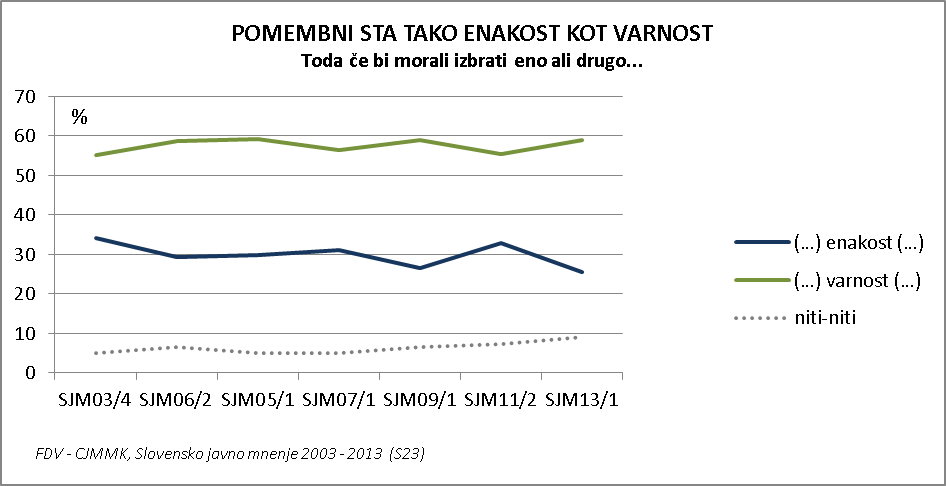 POMEMBNI STA TAKO ENAKOST KOT VARNOST
Toda če bi morali izbrati eno ali drugo...
%
70
60
50
40
30
20
10
0
SJM03/4 SJM06/2 SJM05/1 SJM07/1 SJM09/1 SJM11/2 SJM13/1
(...) enakost (...)
(...) varnost (...)
niti-niti
FDV - CJMMK, Slovensko javno mnenje 2003 - 2013 (S23)